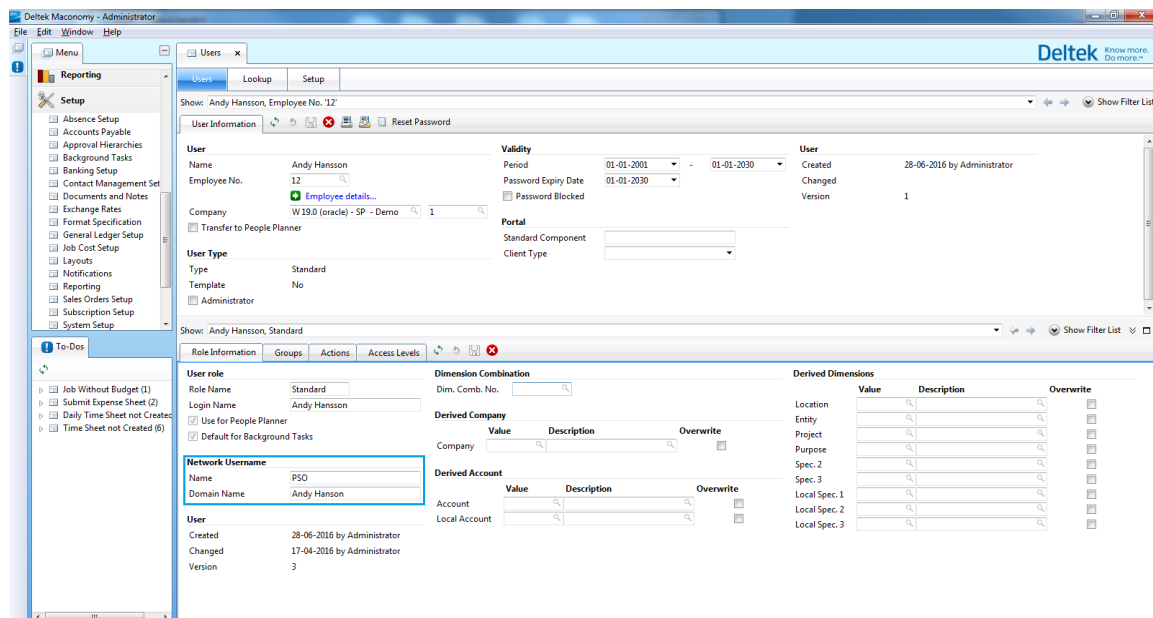 Deltek Maconomy - Administrator
File Edit Window Help
Menu
Reporting
Setup
Absence Setup
Accounts Payable
Approval Hierarchies
Background Tasks
Banking Setup
Contact Management Set
Documents and Notes
Exchange Rates
Format Specification
General Ledger Setup
Job Cost Setup
Layouts
Notifications
Reporting
Sales Orders Setup
Subscription Setup
System Setup
To-Dos
Job Without Budget (1)
Submit Expense Sheet (2)
Daily Time Sheet not Created
Time Sheet not Created (6)
Users x
Deltek Know more. Do more.™
Users Lookup Setup
Show: Andy Hansson, Employee No. '12' Show Filter List
User Information Reset Password
User
Name Andy Hansson
Employee No. 12
Employee details...
Company W 19.0 (oracle) - SP - Demo 1
Transfer to People Planner
User Type
Type Standard
Template No
Administrator
Validity
Period 01-01-2001 - 01-01-2030
Password Expiry Date 01-01-2030
Password Blocked
Portal
Standard Component
Client Type
User
Created 28-06-2016 by Administrator
Changed
Version 1
Show: Andy Hansson, Standard Show Filter List
Role Information Groups Actions Access Levels
User role
Role Name Standard
Login Name Andy Hansson
Use for People Planner
Default for Background Tasks
Network Username
Name PSO
Domain Name Andy Hanson
User
Created 28-06-2016 by Administrator
Changed 17-04-2016 by Administrator
Version 3
Dimension Combination
Dim. Comb. No.
Derived Company
Value Description Overwrite
Company
Derived Account
Value Description Overwrite
Account
Local Account
Derived Dimensions
Value Description Overwrite
Location
Entity
Project
Purpose
Spec. 2
Spec. 3
Local Spec. 1
Local Spec. 2
Local Spec. 3